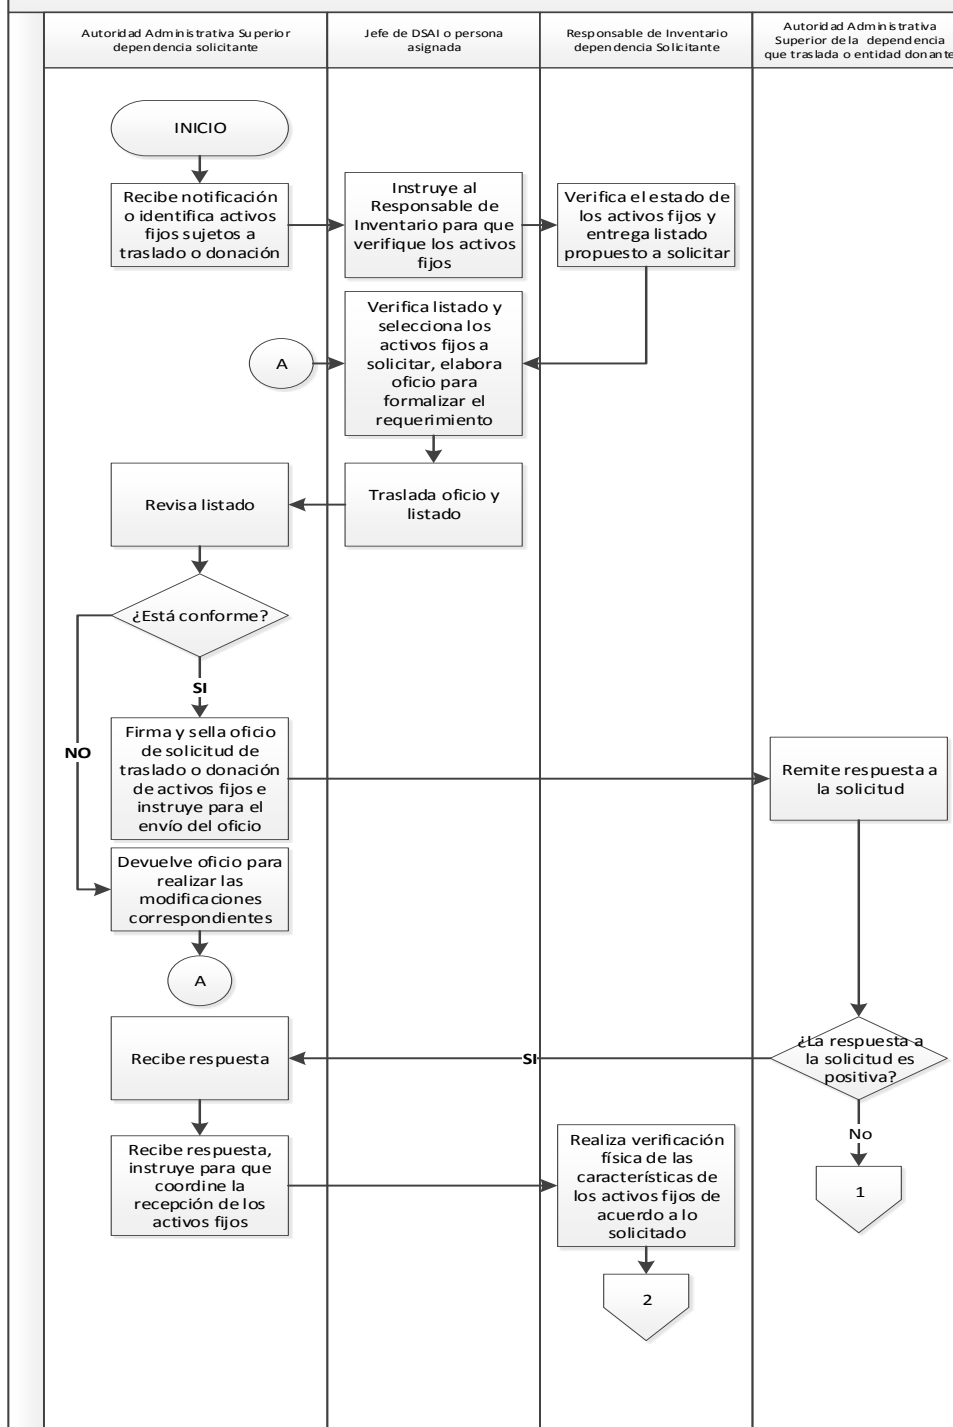 Autoridad Administrativa Superior
dependencia solicitante
Jefe de DSAI o persona
asignada
Responsable de Inventario
dependencia Solicitante
Autoridad Administrativa
Superior de la dependencia
que traslada o entidad donante
INICIO
Recibe notificación
o identifica activos
fijos sujetos a
traslado o donación
Instruye al
Responsable de
Inventario para que
verifique los activos
fijos
Verifica el estado de
los activos fijos y
entrega listado
propuesto a solicitar
A
Verifica listado y
selecciona los
activos fijos a
solicitar, elabora
oficio para
formalizar el
requerimiento
Revisa listado
Traslada oficio y
listado
¿Está conforme?
SI
NO
Firma y sella oficio
de solicitud de
traslado o donación
de activos fijos e
instruye para el
envío del oficio
Remite respuesta a
la solicitud
Devuelve oficio para
realizar las
modificaciones
correspondientes
A
Recibe respuesta
SI
¿La respuesta a
la solicitud es
positiva?
No
1
Recibe respuesta,
instruye para que
coordine la
recepción de los
activos fijos
Realiza verificación
física de las
características de
los activos fijos de
acuerdo a lo
solicitado
2